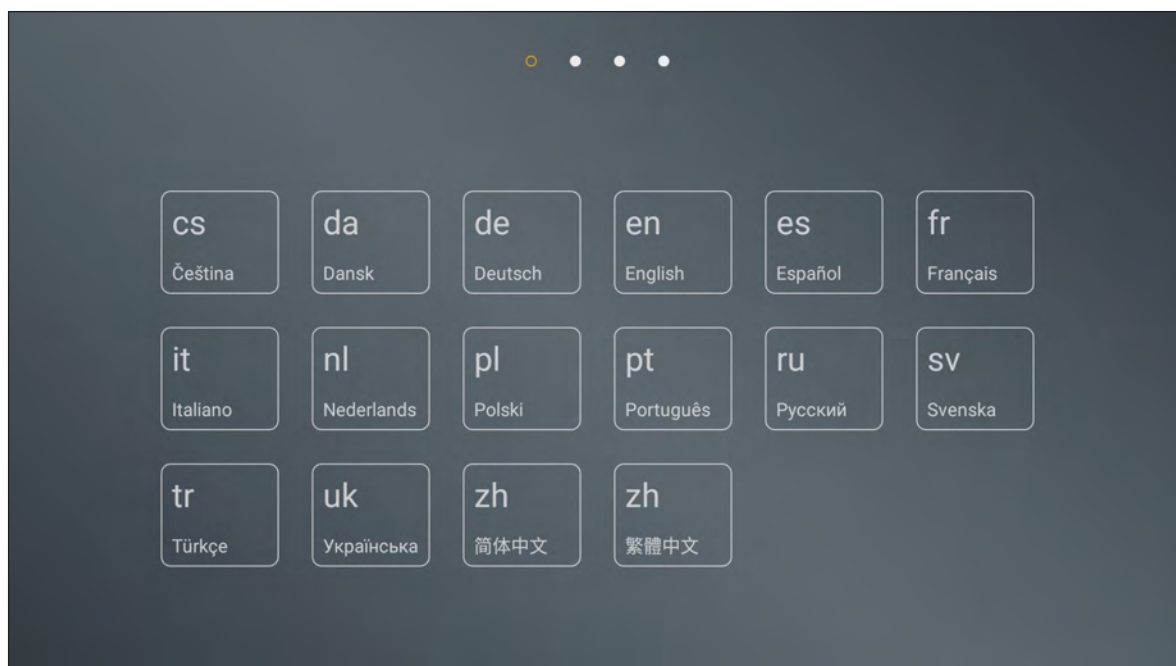 cs
Čeština
da
Dansk
de
Deutsch
en
English
es
Español
fr
Français
it
Italiano
nl
Nederlands
pl
Polski
pt
Português
ru
Русский
sv
Svenska
tr
Türkçe
uk
Українська
zh
简体中文
zh
繁體中文